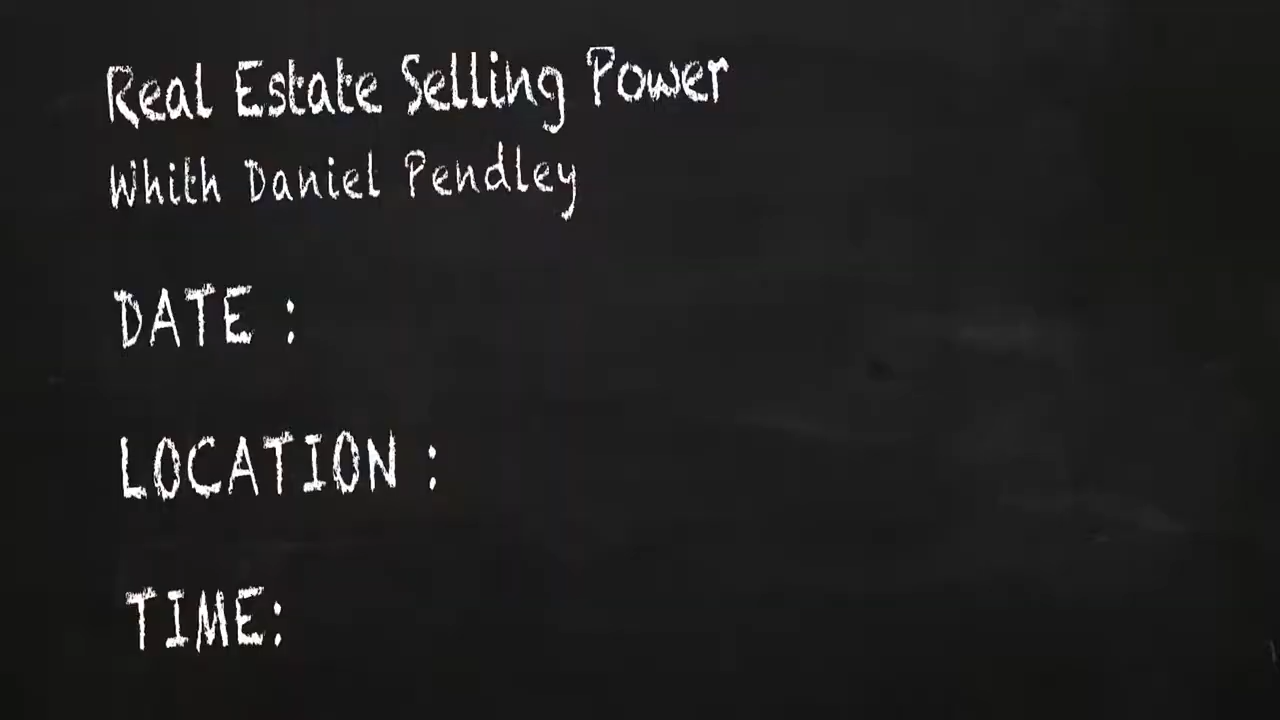 Real Estate Selling Power
Whith Daniel Pendley
DATE :
LOCATION :
TIME: